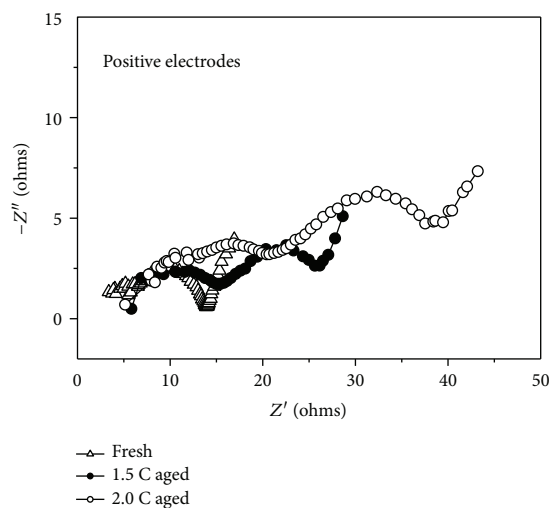 15
Positive electrodes
10
−Z″ (ohms)
5
0
0 10 20 30 40 50
Z′ (ohms)
Fresh
1.5 C aged
2.0 C aged